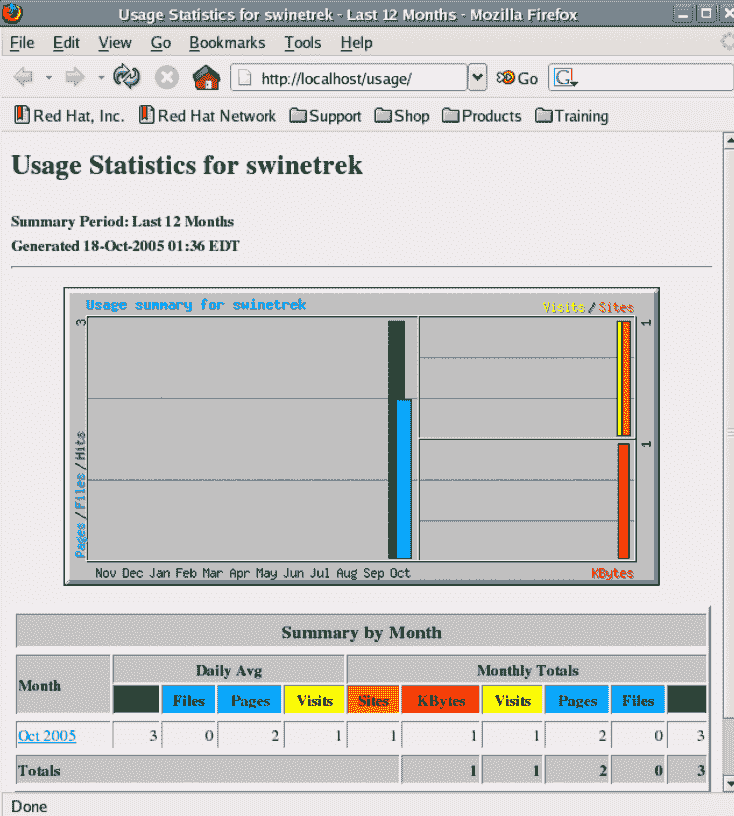 Usage Statistics for swinetrek - Last 12 Months - Mozilla Firefox
File Edit View Go Bookmarks Tools Help
http://localhost/usage/ Go G
Red Hat, Inc. Red Hat Network Support Shop Products Training
Usage Statistics for swinetrek
Summary Period: Last 12 Months
Generated 18-Oct-2005 01:36 EDT
Usage summary for swinetrek Visits / Sites
3 1
1
Pages / Files / Hits
Nov Dec Jan Feb Mar Apr May Jun Jul Aug Sep Oct KBytes
Summary by Month
Month Daily Avg Monthly Totals
Files Pages Visits Sites KBytes Visits Pages Files
Oct 2005 3 0 2 1 1 1 1 2 0 3
Totals 1 1 2 0 3
Done